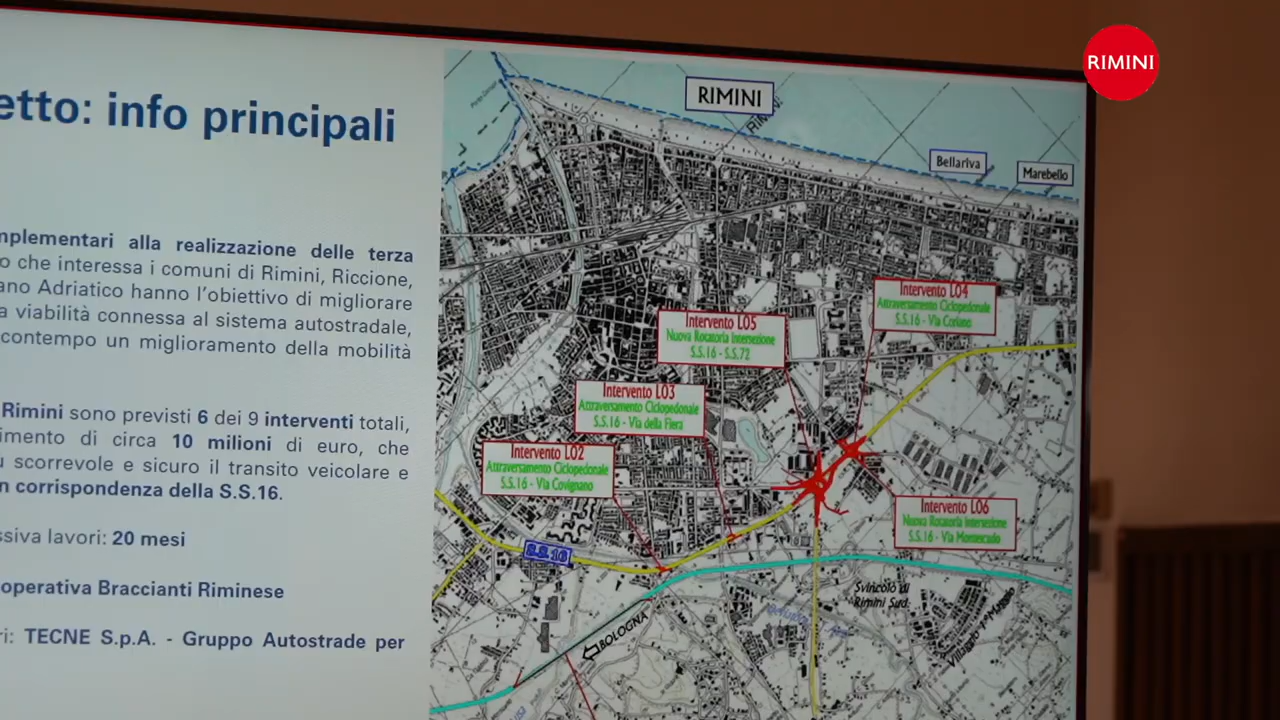 etto: info principali
mplementari alla realizzazione delle terza
o che interessa i comuni di Rimini, Riccione,
ano Adriatico hanno l'obiettivo di migliorare
a viabilità connessa al sistema autostradale,
contempo un miglioramento della mobilità
Rimini sono previsti 6 dei 9 interventi totali,
imento di circa 10 milioni di euro, che
ù scorrevole e sicuro il transito veicolare e
n corrispondenza della S.S.16.
ssiva lavori: 20 mesi
operativa Braccianti Riminese
ri: TECNE S.p.A. - Gruppo Autostrade per
RIMINI
RIMINI
Bellariva
Marebello
Intervento L04
Attraversamento Ciclopedonale
S.S.16 - Via Coriano
Intervento L05
Nuova Rotatoria Intersezione
S.S.16 - S.S.72
Intervento L03
Attraversamento Ciclopedonale
S.S.16 - Via della Fiera
Intervento L02
Attraversamento Ciclopedonale
S.S.16 - Via Covignano
Intervento L06
Nuova Rotatoria Intersezione
S.S.16 - Via Montescudo
S.S. 16
BOLOGNA
Svincolo di
Rimini Sud
Villaggio 1° Maggio
RIMINI